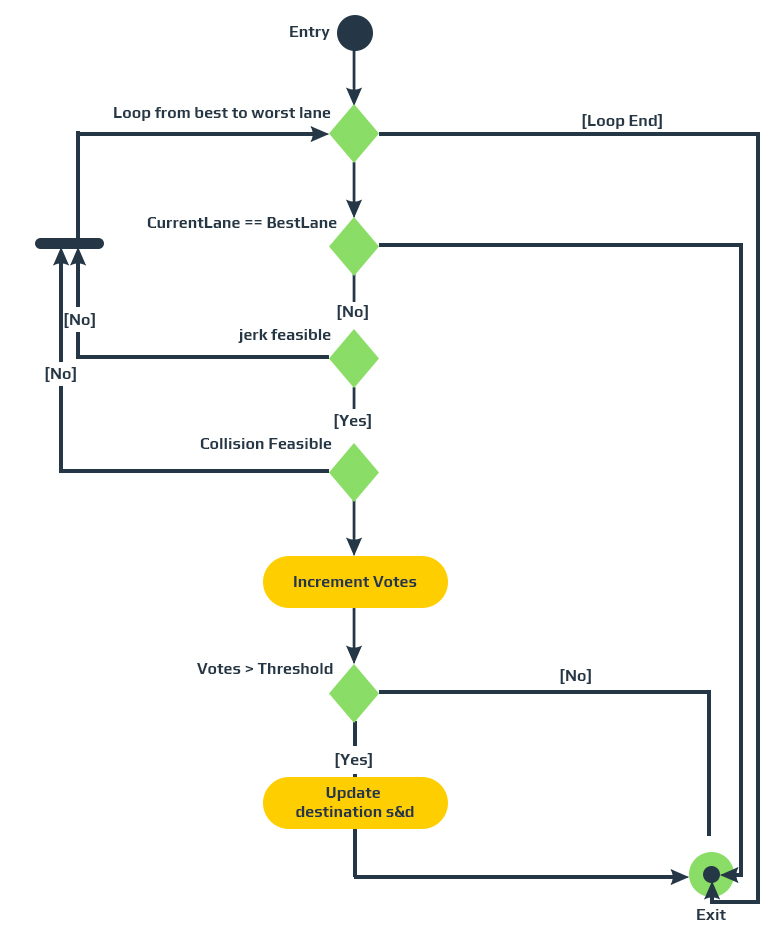 Entry
Loop from best to worst lane
[Loop End]
CurrentLane == BestLane
[No]
[No]
jerk feasible
[No]
[Yes]
Collision Feasible
Increment Votes
Votes > Threshold
[No]
[Yes]
Update
destination s&d
Exit